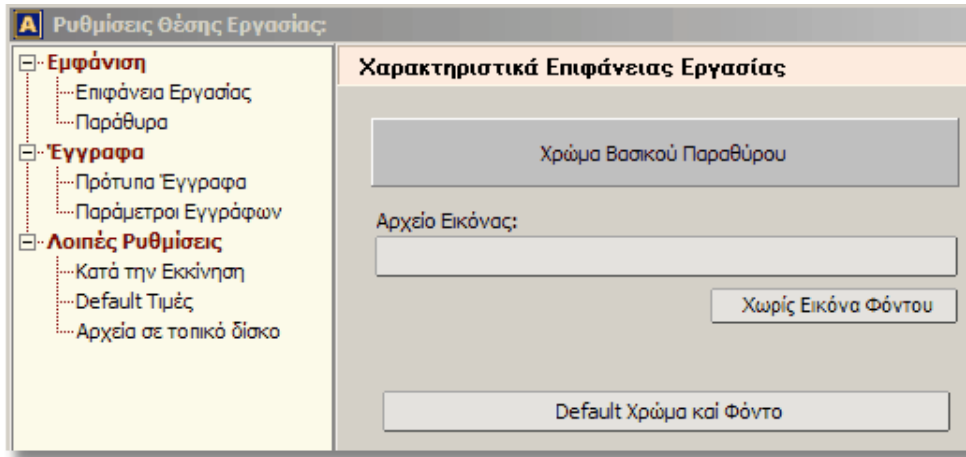 A Ρυθμίσεις Θέσης Εργασίας:
Εμφάνιση
Επιφάνεια Εργασίας
Παράθυρα
Έγγραφα
Πρότυπα Έγγραφα
Παράμετροι Εγγράφων
Λοιπές Ρυθμίσεις
Κατά την Εκκίνηση
Default Τιμές
Αρχεία σε τοπικό δίσκο
Χαρακτηριστικά Επιφάνειας Εργασίας
Χρώμα Βασικού Παραθύρου
Αρχείο Εικόνας:
Χωρίς Εικόνα Φόντου
Default Χρώμα καί Φόντο